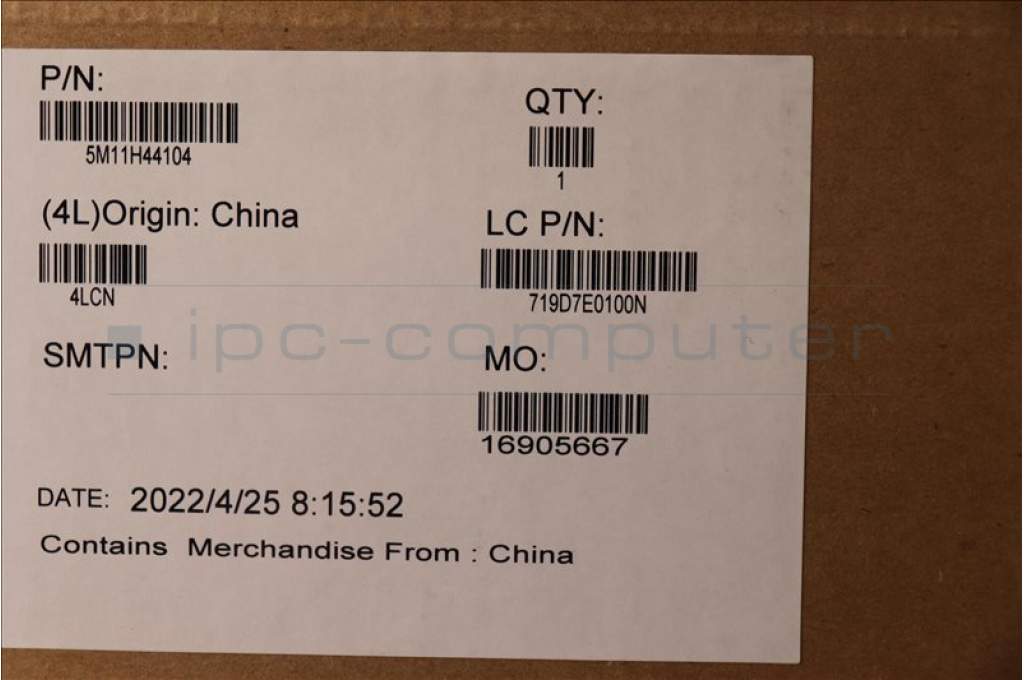 P/N:
5M11H44104
QTY:
1
(4L)Origin: China
4LCN
LC P/N:
719D7E0100N
ipc-computer
SMTPN:
MO:
16905667
DATE: 2022/4/25 8:15:52
Contains Merchandise From : China